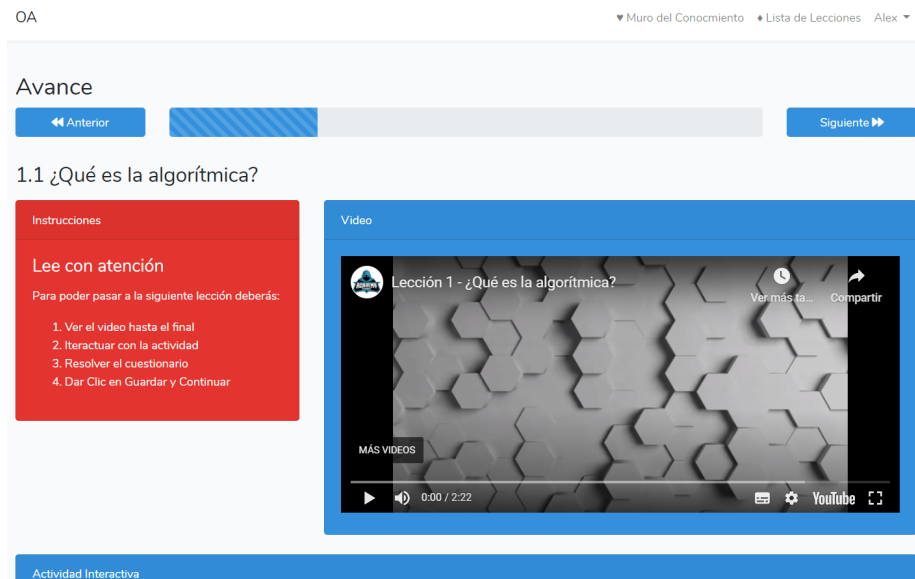 OA
♥ Muro del Conocmiento ♦ Lista de Lecciones Alex
Avance
Anterior
Siguiente
1.1 ¿Qué es la algorítmica?
Instrucciones
Video
Lee con atención
Para poder pasar a la siguiente lección deberás:
1. Ver el video hasta el final
2. Iteractuar con la actividad
3. Resolver el cuestionario
4. Dar Clic en Guardar y Continuar
Lección 1 - ¿Qué es la algorítmica?
Ver más ta...
Compartir
MÁS VIDEOS
0:00 / 2:22
YouTube
Actividad Interactiva